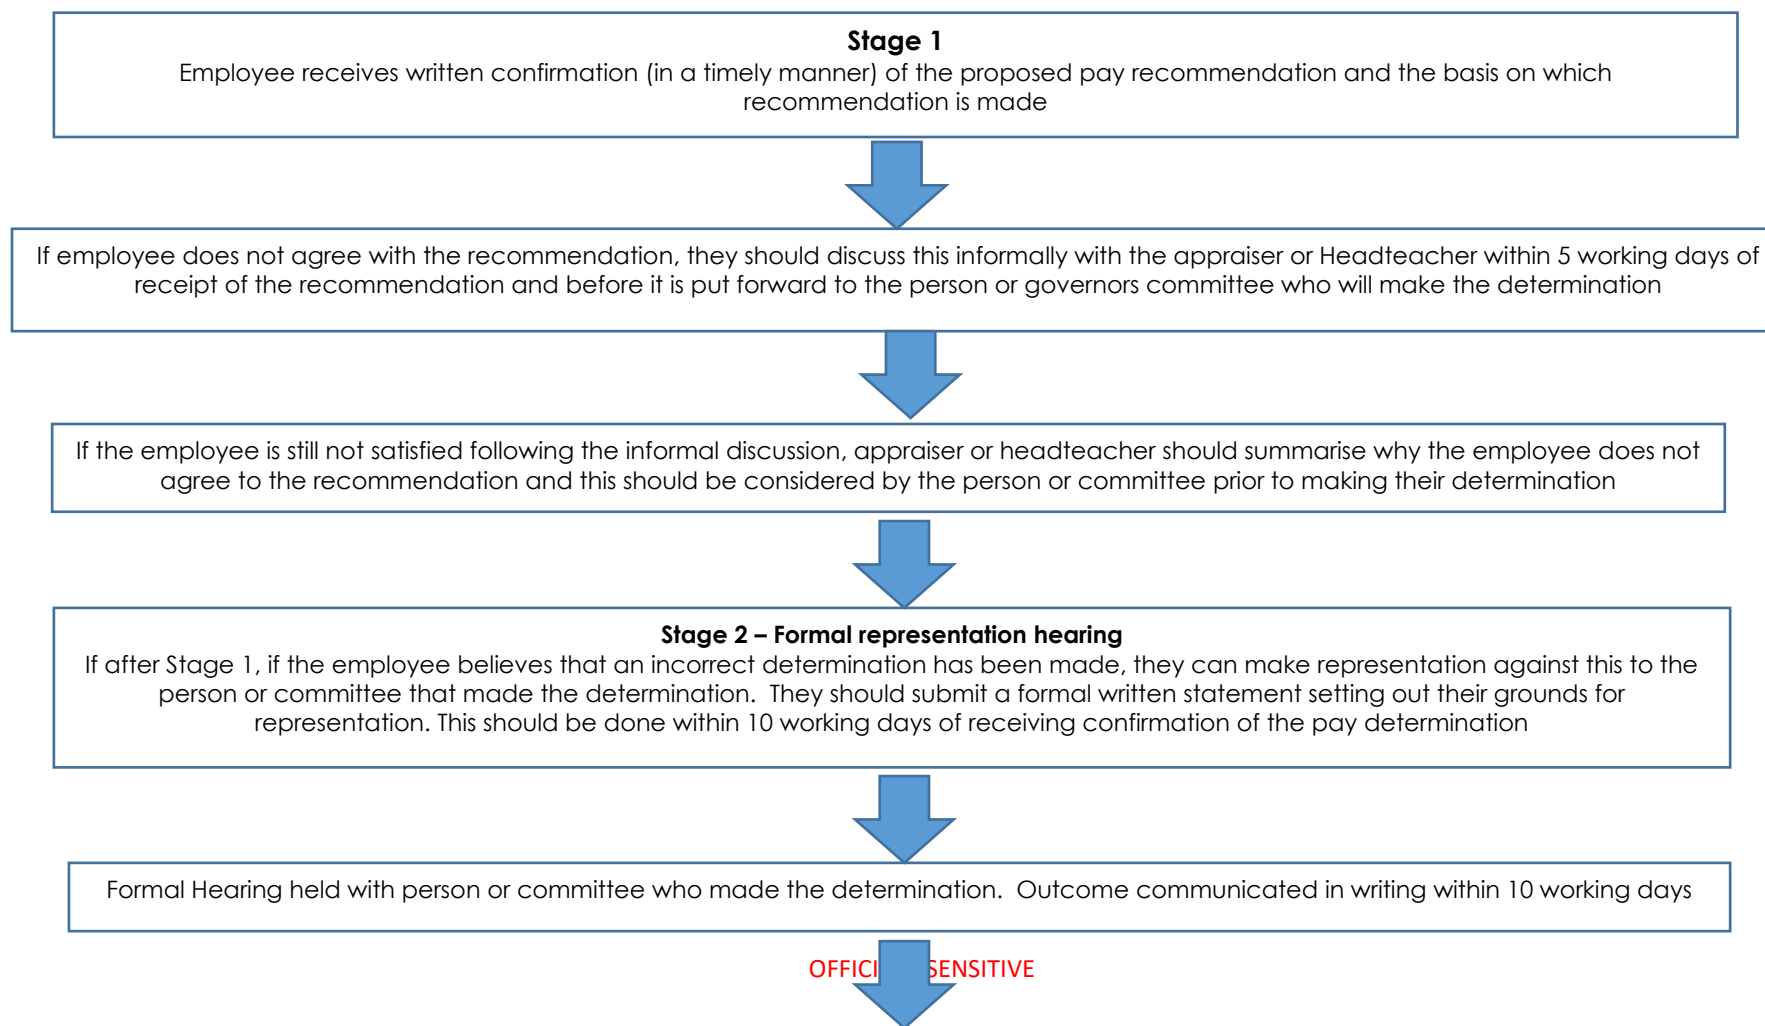 Stage 1
Employee receives written confirmation (in a timely manner) of the proposed pay recommendation and the basis on which
recommendation is made
If employee does not agree with the recommendation, they should discuss this informally with the appraiser or Headteacher within 5 working days of
receipt of the recommendation and before it is put forward to the person or governors committee who will make the determination
If the employee is still not satisfied following the informal discussion, appraiser or headteacher should summarise why the employee does not
agree to the recommendation and this should be considered by the person or committee prior to making their determination
Stage 2 – Formal representation hearing
If after Stage 1, if the employee believes that an incorrect determination has been made, they can make representation against this to the
person or committee that made the determination.  They should submit a formal written statement setting out their grounds for
representation. This should be done within 10 working days of receiving confirmation of the pay determination
Formal Hearing held with person or committee who made the determination.  Outcome communicated in writing within 10 working days
OFFICI SENSITIVE